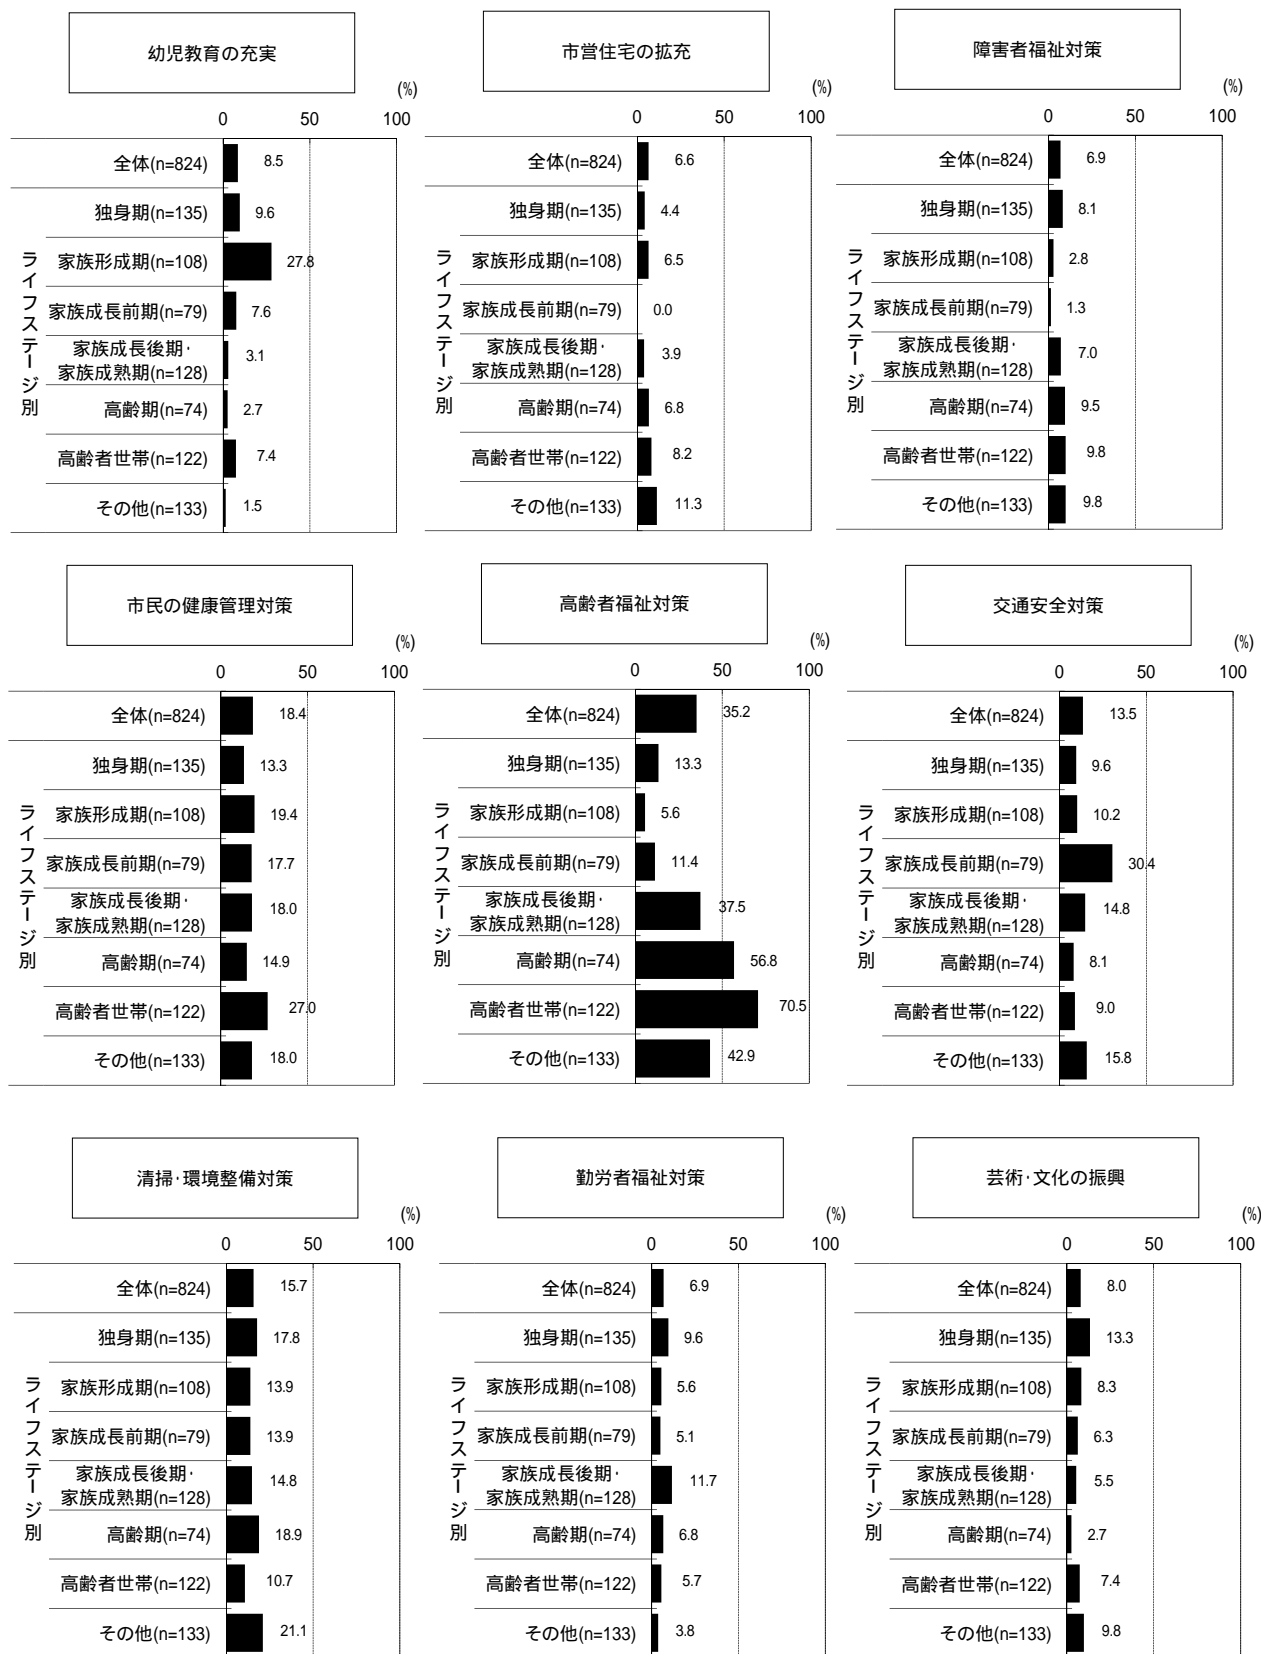 幼児教育の充実
(%)
0 50 100
全体(n=824) 8.5
独身期(n=135) 9.6
家族形成期(n=108) 27.8
家族成長前期(n=79) 7.6
家族成長後期・
家族成熟期(n=128) 3.1
高齢期(n=74) 2.7
高齢者世帯(n=122) 7.4
その他(n=133) 1.5
ライフステージ別
市営住宅の拡充
(%)
0 50 100
全体(n=824) 6.6
独身期(n=135) 4.4
家族形成期(n=108) 6.5
家族成長前期(n=79) 0.0
家族成長後期・
家族成熟期(n=128) 3.9
高齢期(n=74) 6.8
高齢者世帯(n=122) 8.2
その他(n=133) 11.3
ライフステージ別
障害者福祉対策
(%)
0 50 100
全体(n=824) 6.9
独身期(n=135) 8.1
家族形成期(n=108) 2.8
家族成長前期(n=79) 1.3
家族成長後期・
家族成熟期(n=128) 7.0
高齢期(n=74) 9.5
高齢者世帯(n=122) 9.8
その他(n=133) 9.8
ライフステージ別
市民の健康管理対策
(%)
0 50 100
全体(n=824) 18.4
独身期(n=135) 13.3
家族形成期(n=108) 19.4
家族成長前期(n=79) 17.7
家族成長後期・
家族成熟期(n=128) 18.0
高齢期(n=74) 14.9
高齢者世帯(n=122) 27.0
その他(n=133) 18.0
ライフステージ別
高齢者福祉対策
(%)
0 50 100
全体(n=824) 35.2
独身期(n=135) 13.3
家族形成期(n=108) 5.6
家族成長前期(n=79) 11.4
家族成長後期・
家族成熟期(n=128) 37.5
高齢期(n=74) 56.8
高齢者世帯(n=122) 70.5
その他(n=133) 42.9
ライフステージ別
交通安全対策
(%)
0 50 100
全体(n=824) 13.5
独身期(n=135) 9.6
家族形成期(n=108) 10.2
家族成長前期(n=79) 30.4
家族成長後期・
家族成熟期(n=128) 14.8
高齢期(n=74) 8.1
高齢者世帯(n=122) 9.0
その他(n=133) 15.8
ライフステージ別
清掃・環境整備対策
(%)
0 50 100
全体(n=824) 15.7
独身期(n=135) 17.8
家族形成期(n=108) 13.9
家族成長前期(n=79) 13.9
家族成長後期・
家族成熟期(n=128) 14.8
高齢期(n=74) 18.9
高齢者世帯(n=122) 10.7
その他(n=133) 21.1
ライフステージ別
勤労者福祉対策
(%)
0 50 100
全体(n=824) 6.9
独身期(n=135) 9.6
家族形成期(n=108) 5.6
家族成長前期(n=79) 5.1
家族成長後期・
家族成熟期(n=128) 11.7
高齢期(n=74) 6.8
高齢者世帯(n=122) 5.7
その他(n=133) 3.8
ライフステージ別
芸術・文化の振興
(%)
0 50 100
全体(n=824) 8.0
独身期(n=135) 13.3
家族形成期(n=108) 8.3
家族成長前期(n=79) 6.3
家族成長後期・
家族成熟期(n=128) 5.5
高齢期(n=74) 2.7
高齢者世帯(n=122) 7.4
その他(n=133) 9.8
ライフステージ別